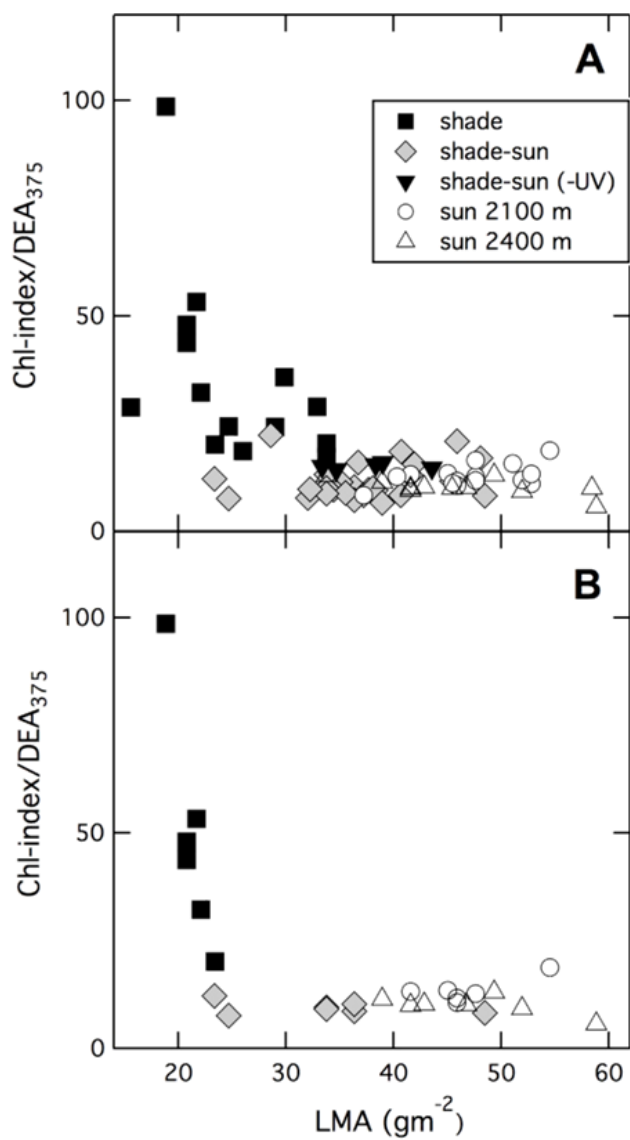 A
100
50
0
Chl-index/DEA375
shade
shade-sun
shade-sun (-UV)
sun 2100 m
sun 2400 m
B
100
50
0
Chl-index/DEA375
20 30 40 50 60
LMA (gm-2)